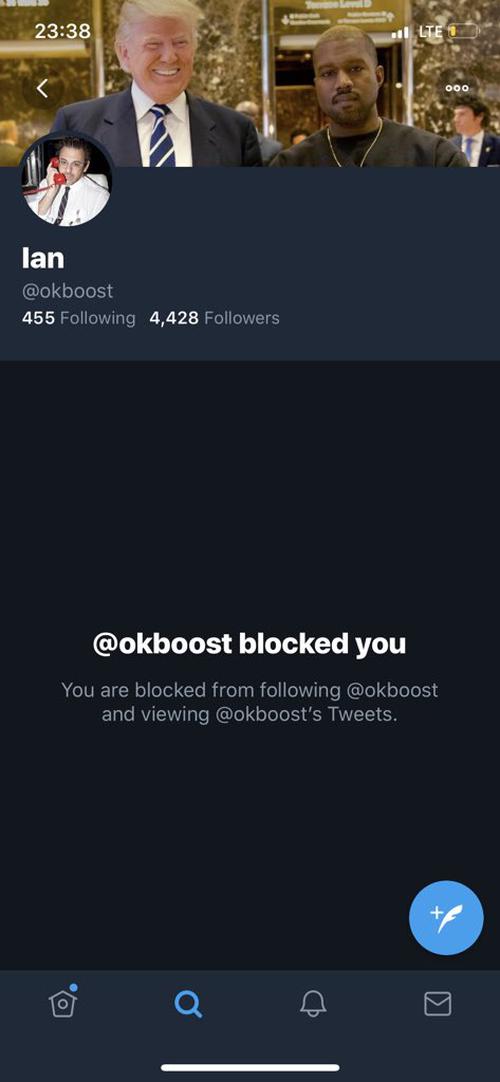 23:38
LTE
Ian
@okboost
455 Following 4,428 Followers
@okboost blocked you
You are blocked from following @okboost
and viewing @okboost’s Tweets.